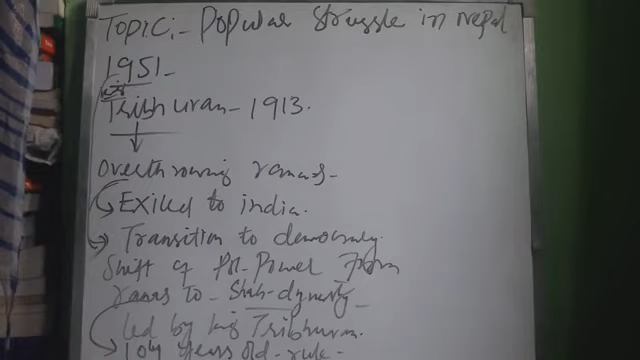 TOPIC:- Popular Struggle in Nepal
1951-
Tribhuvan- 1913.
Overthrowing ranas-
Exiled to india.
Transition to democracy.
Shift of Pol-Power From
ranas to- Shah-dynasty-
led by king Tribhuvan.
104 years old-rule-